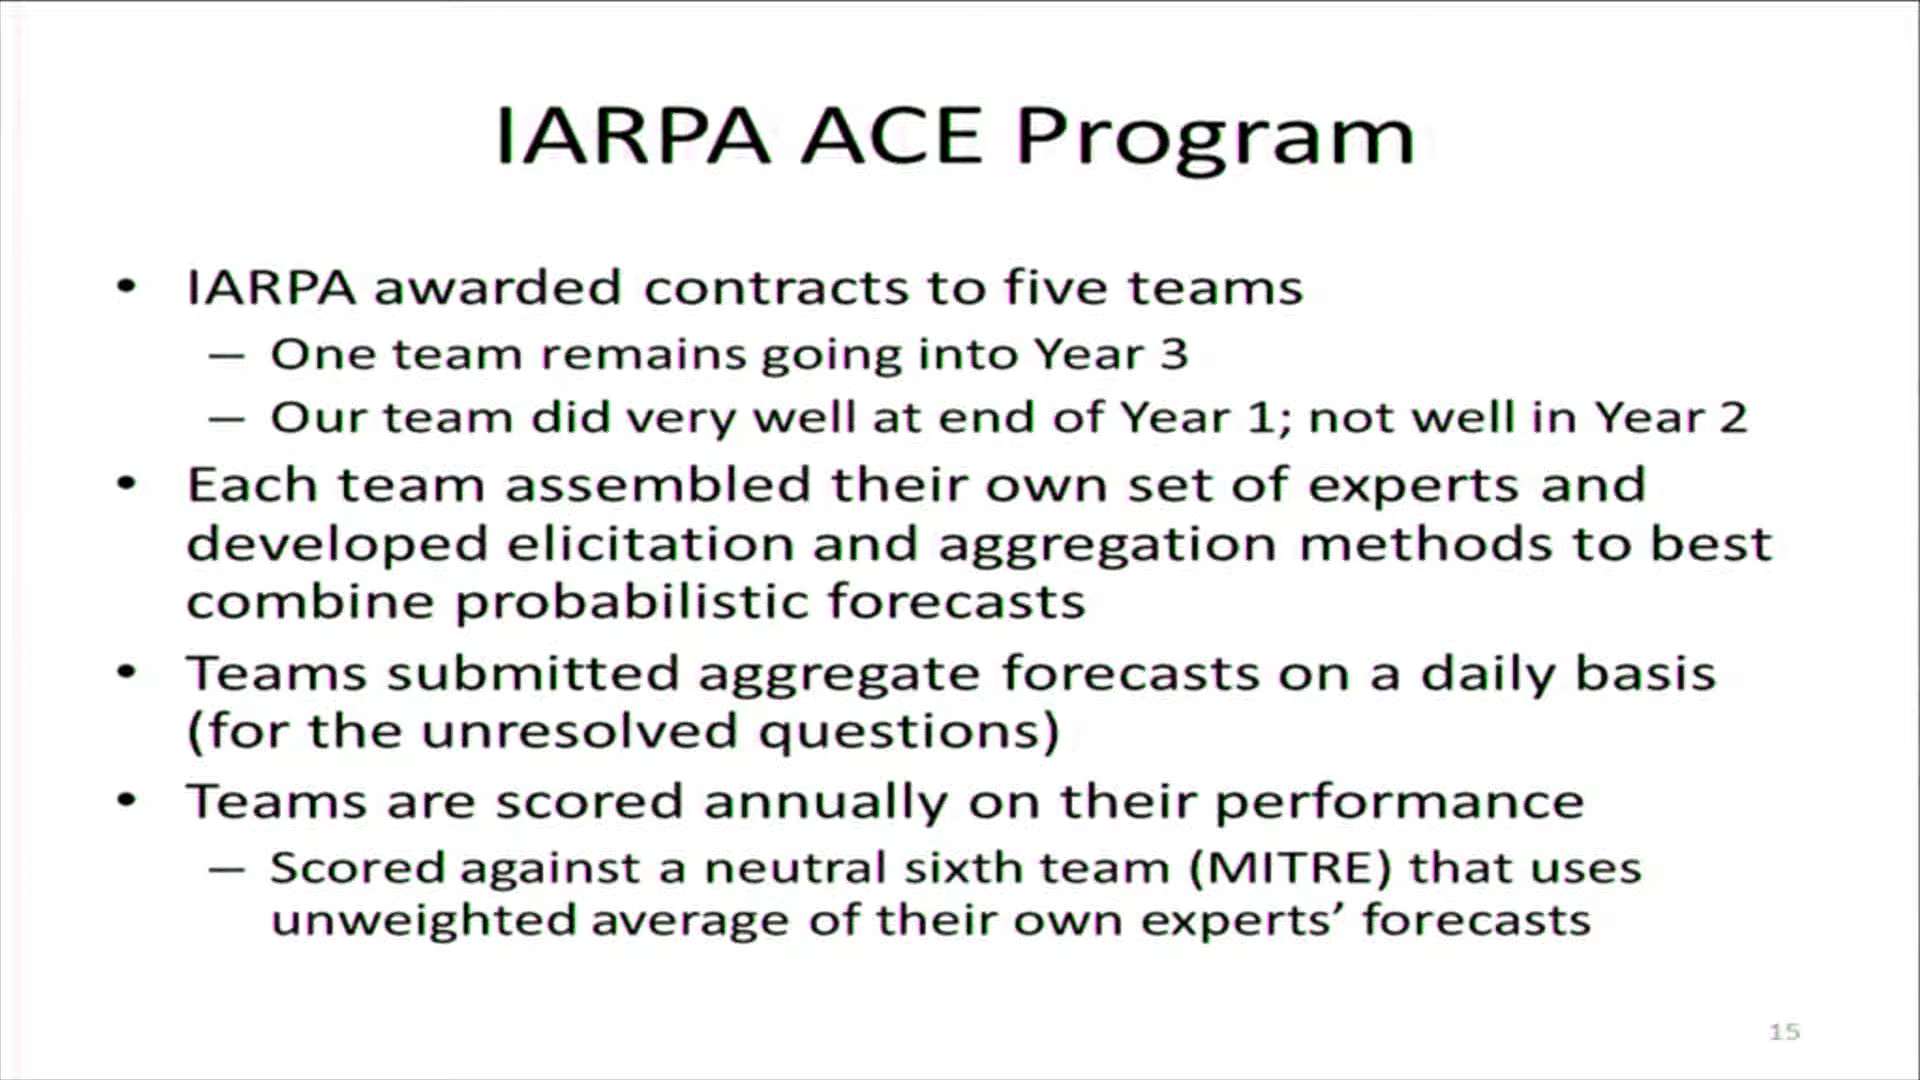 IARPA ACE Program
• IARPA awarded contracts to five teams
– One team remains going into Year 3
– Our team did very well at end of Year 1; not well in Year 2
• Each team assembled their own set of experts and
developed elicitation and aggregation methods to best
combine probabilistic forecasts
• Teams submitted aggregate forecasts on a daily basis
(for the unresolved questions)
• Teams are scored annually on their performance
– Scored against a neutral sixth team (MITRE) that uses
unweighted average of their own experts’ forecasts
15